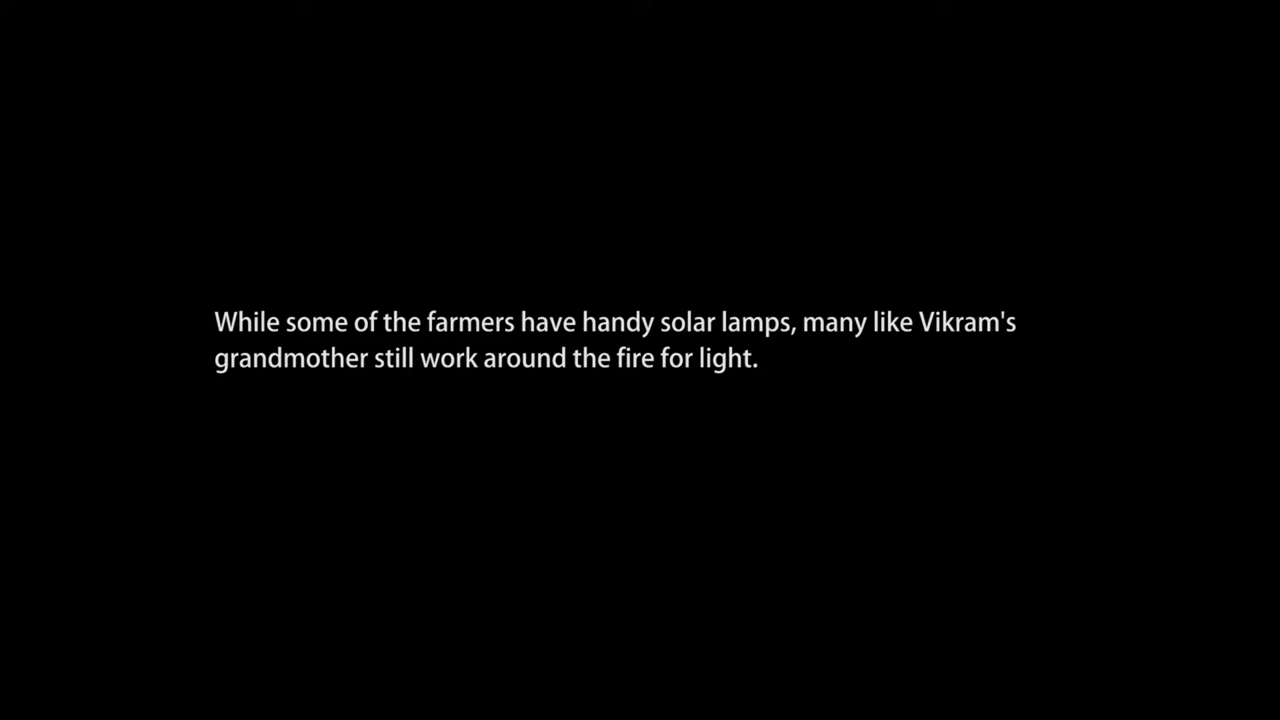 While some of the farmers have handy solar lamps, many like Vikram's
grandmother still work around the fire for light.